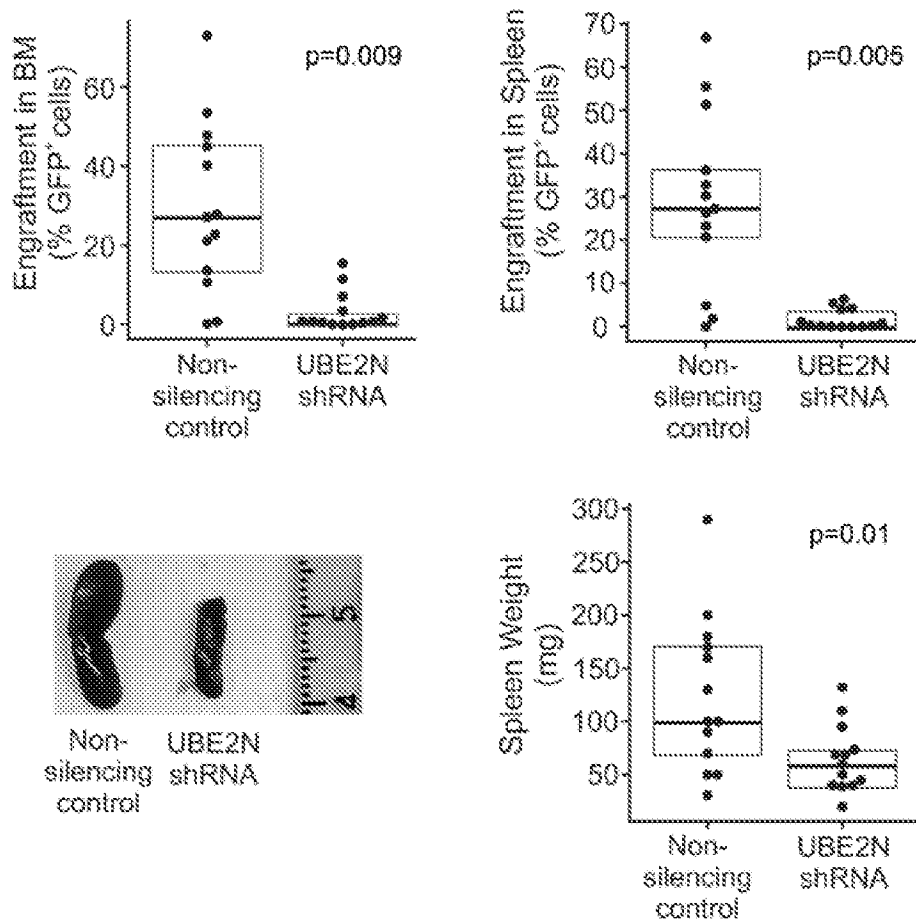 Engraftment in BM
(% GFP⁺ cells)
60
40
20
0
p=0.009
Non-
silencing
control
UBE2N
shRNA
Engraftment in Spleen
(% GFP⁺ cells)
70
60
50
40
30
20
10
0
p=0.005
Non-
silencing
control
UBE2N
shRNA
5
4
Non-
silencing
control
UBE2N
shRNA
Spleen Weight
(mg)
300
250
200
150
100
50
p=0.01
Non-
silencing
control
UBE2N
shRNA